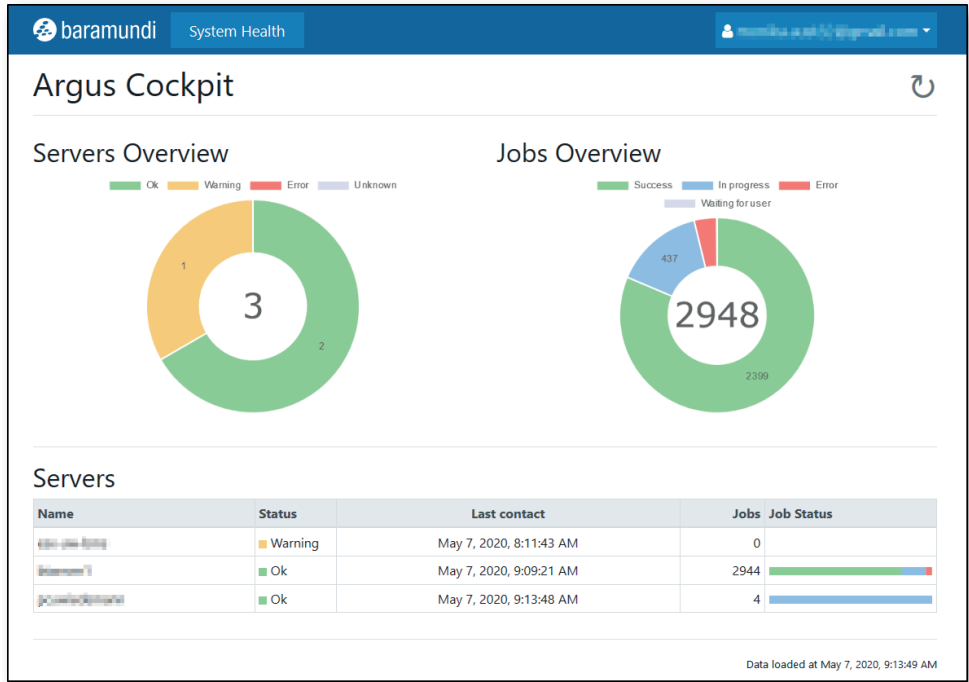 baramundi System Health
Argus Cockpit
Servers Overview
Ok Warning Error Unknown
1
3
2
Jobs Overview
Success In progress Error
Waiting for user
437
2948
2399
Servers
Name Status Last contact Jobs Job Status
Warning May 7, 2020, 8:11:43 AM 0
Ok May 7, 2020, 9:09:21 AM 2944
Ok May 7, 2020, 9:13:48 AM 4
Data loaded at May 7, 2020, 9:13:49 AM